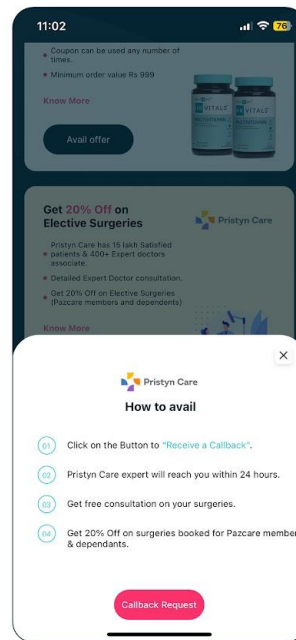 11:02
76
Coupon can be used any number of
times.
Minimum order value Rs 999
Know More
Avail offer
VITALS
Get 20% Off on
Elective Surgeries
Pristyn Care
Pristyn Care has 15 lakh Satisfied
patients & 400+ Expert doctors
associate.
Detailed Expert Doctor consultation.
Get 20% Off on Elective Surgeries
(Pazcare members and dependents)
Know More
Pristyn Care
How to avail
01 Click on the Button to "Receive a Callback".
02 Pristyn Care expert will reach you within 24 hours.
03 Get free consultation on your surgeries.
04 Get 20% Off on surgeries booked for Pazcare member
& dependants.
Callback Request